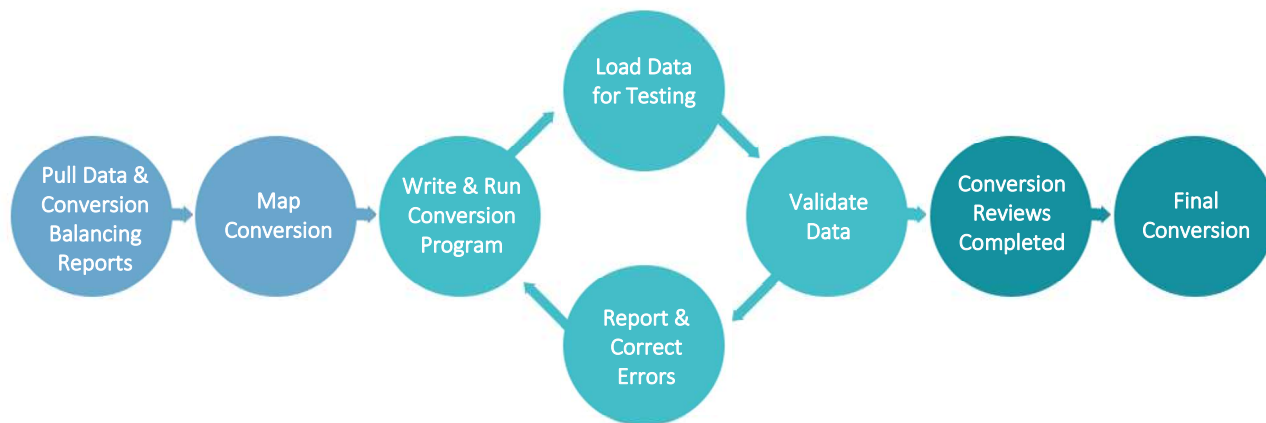 Pull Data &
Conversion
Balancing
Reports
Map
Conversion
Write & Run
Conversion
Program
Load Data
for Testing
Validate
Data
Report &
Correct
Errors
Conversion
Reviews
Completed
Final
Conversion